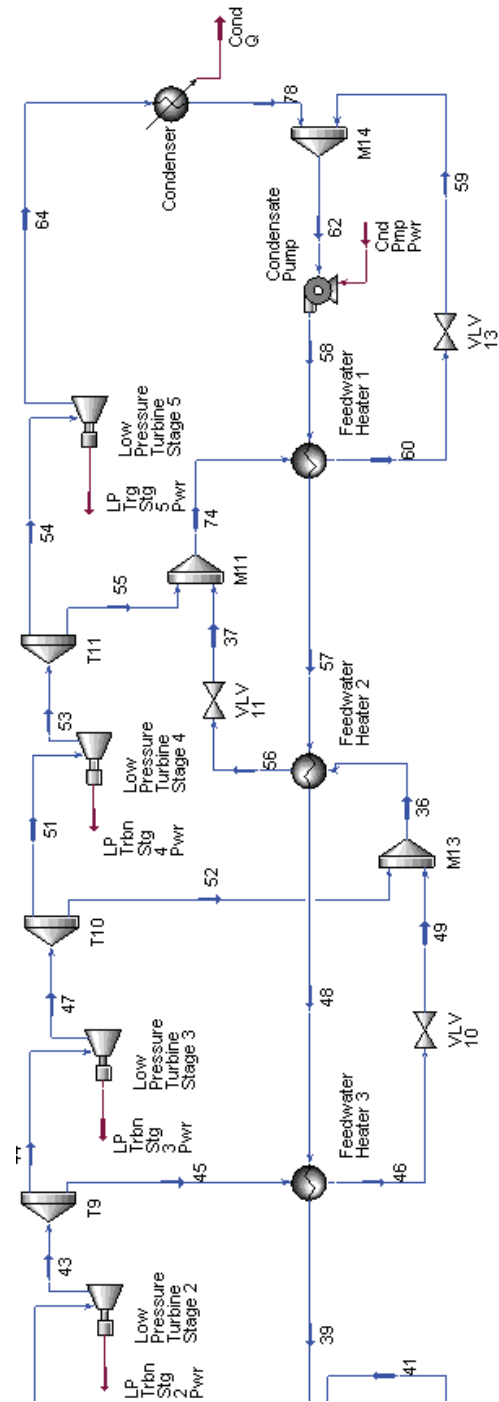 Cond
Q
Condenser
78
M14
64
62
59
Condensate
Pump
Cnd
Pmp
Pwr
58
VLV
13
Low
Pressure
Turbine
Stage 5
LP
Trg
Stg
5
Pwr
Feedwater
Heater 1
60
54
74
M11
55
37
T11
57
VLV
11
53
Low
Pressure
Turbine
Stage 4
LP
Trbn
Stg
4
Pwr
56
Feedwater
Heater 2
51
36
M13
52
T10
49
48
47
VLV
10
Low
Pressure
Turbine
Stage 3
LP
Trbn
Stg
3
Pwr
Feedwater
Heater 3
T9
45
46
43
Low
Pressure
Turbine
Stage 2
LP
Trbn
Stg
2
Pwr
39
41